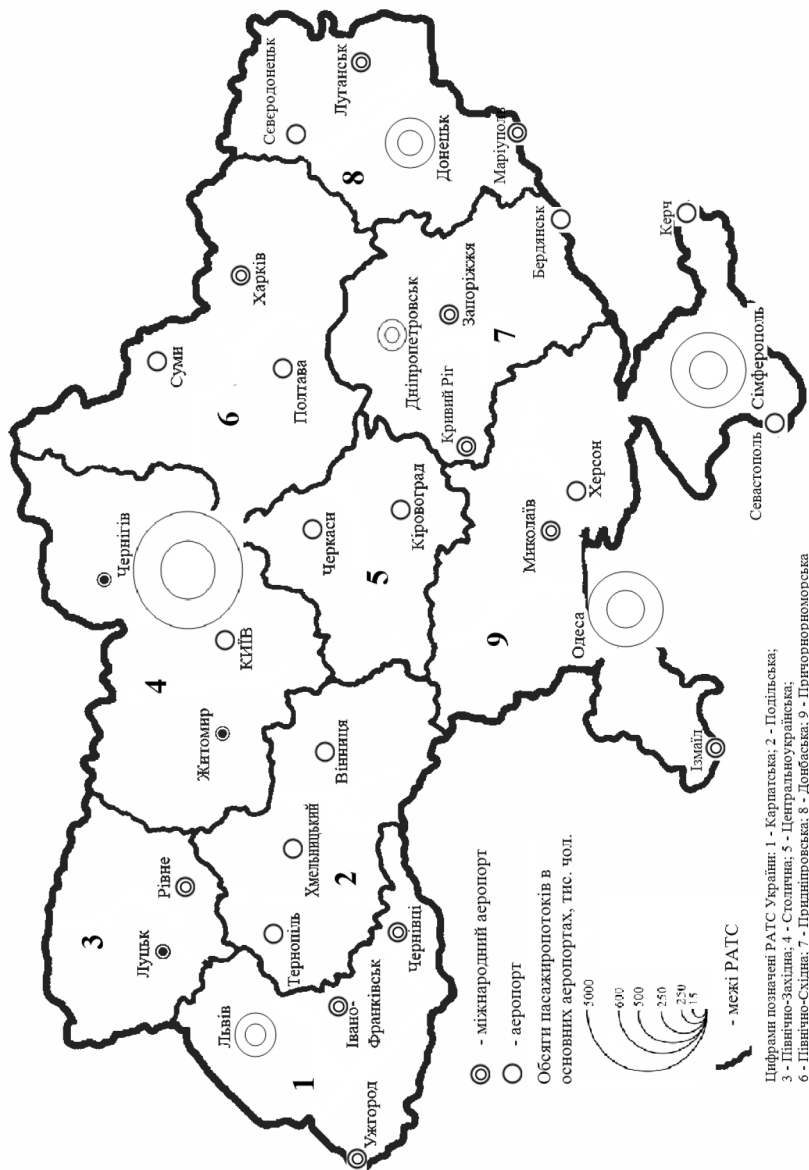 Чернігів
Суми
Харків
Сєвєродонецьк
Луганськ
Луцьк
Рівне
3
Житомир
4
КИЇВ
6
Полтава
8
Донецьк
Маріуполь
Львів
1
Івано-
Франківськ
Ужгород
Тернопіль
Хмельницький
2
Вінниця
Чернівці
Черкаси
5
Кіровоград
Дніпропетровськ
Запоріжжя
Кривий Ріг
7
Бердянськ
9
Миколаїв
Херсон
Одеса
Ізмаїл
Керч
Сімферополь
Севастополь
- міжнародний аеропорт
- аеропорт
Обсяги пасажиропотоків в
основних аеропортах, тис. чол.
5000
600
500
250
250
15
- межі РАТС
Цифрами позначені РАТС України: 1 - Карпатська; 2 - Подільська;
3 - Північно-Західна; 4 - Столична; 5 - Центральноукраїнська;
6 - Північно-Східна; 7 - Придніпровська; 8 - Донбаська; 9 - Причорноморська